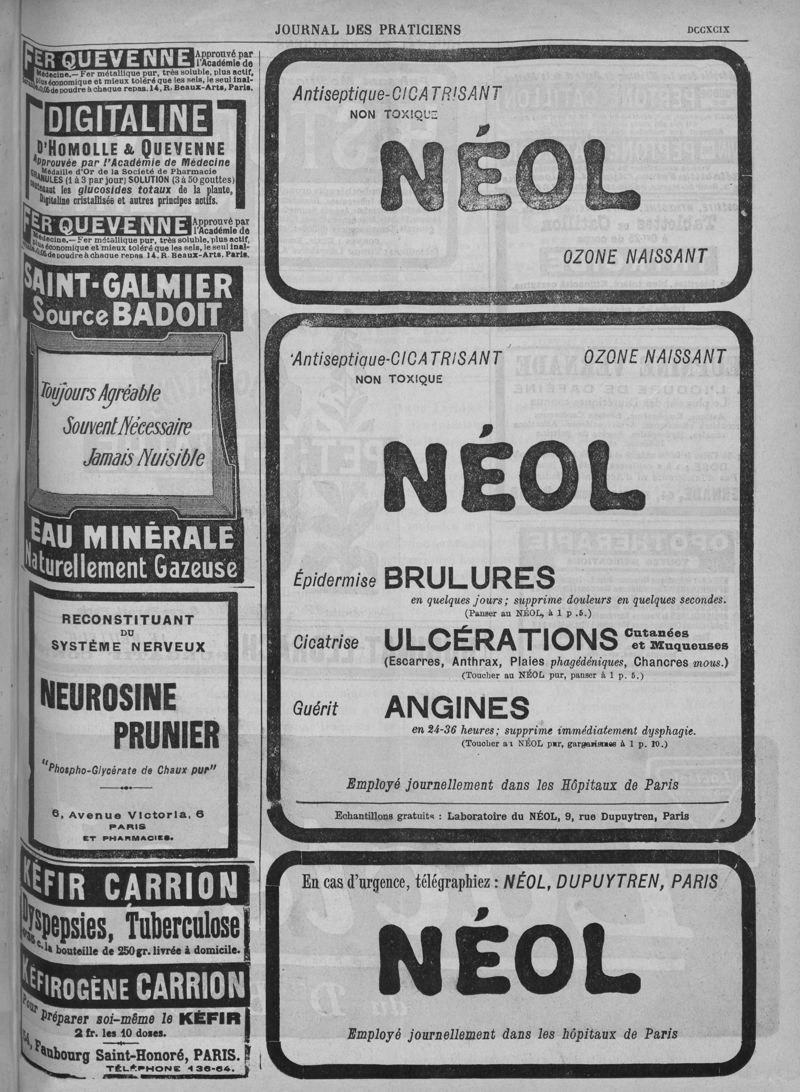 JOURNAL DES PRATICIENS
DCCXCIX
FER QUEVENNE Approuvé par
l'Académie de
Médecine.— Fer métallique pur, très soluble, plus actif,
plus économique et mieux toléré que les sels, le seul inal-
de poudre à chaque repas. 14, R. Beaux-Arts, Paris.
DIGITALINE
D'HOMOLLE & QUEVENNE
Approuvée par l'Académie de Médecine
Médaille d'Or de la Société de Pharmacie
GRANULES (1 à 3 par jour) SOLUTION (3 à 50 gouttes)
contenant les glucosides totaux de la plante,
Digitaline cristallisée et autres principes actifs.
FER QUEVENNE Approuvé par
l'Académie de
Médecine.— Fer métallique pur, très soluble, plus actif,
plus économique et mieux toléré que les sels, le seul inal-
de poudre à chaque repas. 14, R. Beaux-Arts, Paris.
SAINT-GALMIER
Source BADOIT
Toujours Agréable
Souvent Nécessaire
Jamais Nuisible
EAU MINÉRALE
Naturellement Gazeuse
RECONSTITUANT
DU
SYSTÈME NERVEUX
NEUROSINE
PRUNIER
"Phospho-Glycérate de Chaux pur"
6, Avenue Victoria, 6
PARIS
ET PHARMACIES.
KÉFIR CARRION
Dyspepsies, Tuberculose
la bouteille de 250gr. livrée à domicile.
KÉFIROGÈNE CARRION
Pour préparer soi-même le KÉFIR
2 fr. les 10 doses.
54, Faubourg Saint-Honoré, PARIS.
TÉLÉPHONE 136-64.
Antiseptique-CICATRISANT
NON TOXIQUE
NÉOL
OZONE NAISSANT
Antiseptique-CICATRISANT OZONE NAISSANT
NON TOXIQUE
NÉOL
Épidermise BRULURES
en quelques jours; supprime douleurs en quelques secondes.
(Panser au NÉOL, à 1 p .5.)
Cicatrise ULCÉRATIONS Cutanées
et Muqueuses
(Escarres, Anthrax, Plaies phagédéniques, Chancres mous.)
(Toucher au NÉOL pur, panser à 1 p. 5.)
Guérit ANGINES
en 24-36 heures; supprime immédiatement dysphagie.
(Toucher au NÉOL pur, gargarismes à 1 p. 10.)
Employé journellement dans les Hôpitaux de Paris
Echantillons gratuits : Laboratoire du NÉOL, 9, rue Dupuytren, Paris
En cas d'urgence, télégraphiez : NÉOL, DUPUYTREN, PARIS
NÉOL
Employé journellement dans les hôpitaux de Paris